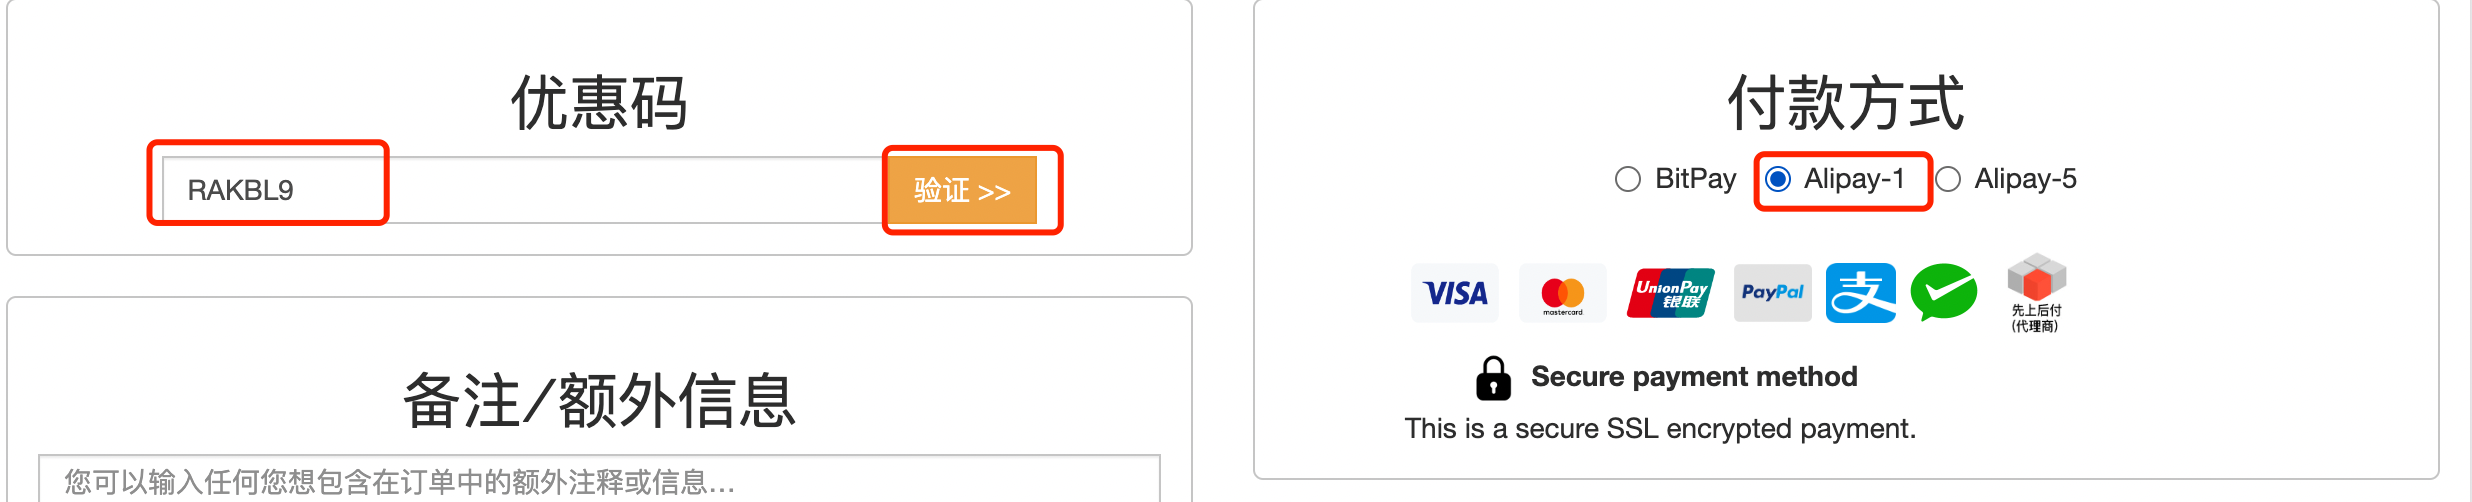 优惠码
RAKBL9
验证 >>
备注/额外信息
您可以输入任何您想包含在订单中的额外注释或信息...
付款方式
BitPay Alipay-1 Alipay-5
VISA mastercard UnionPay 银联 PayPal 支 先上后付 (代理商)
Secure payment method
This is a secure SSL encrypted payment.